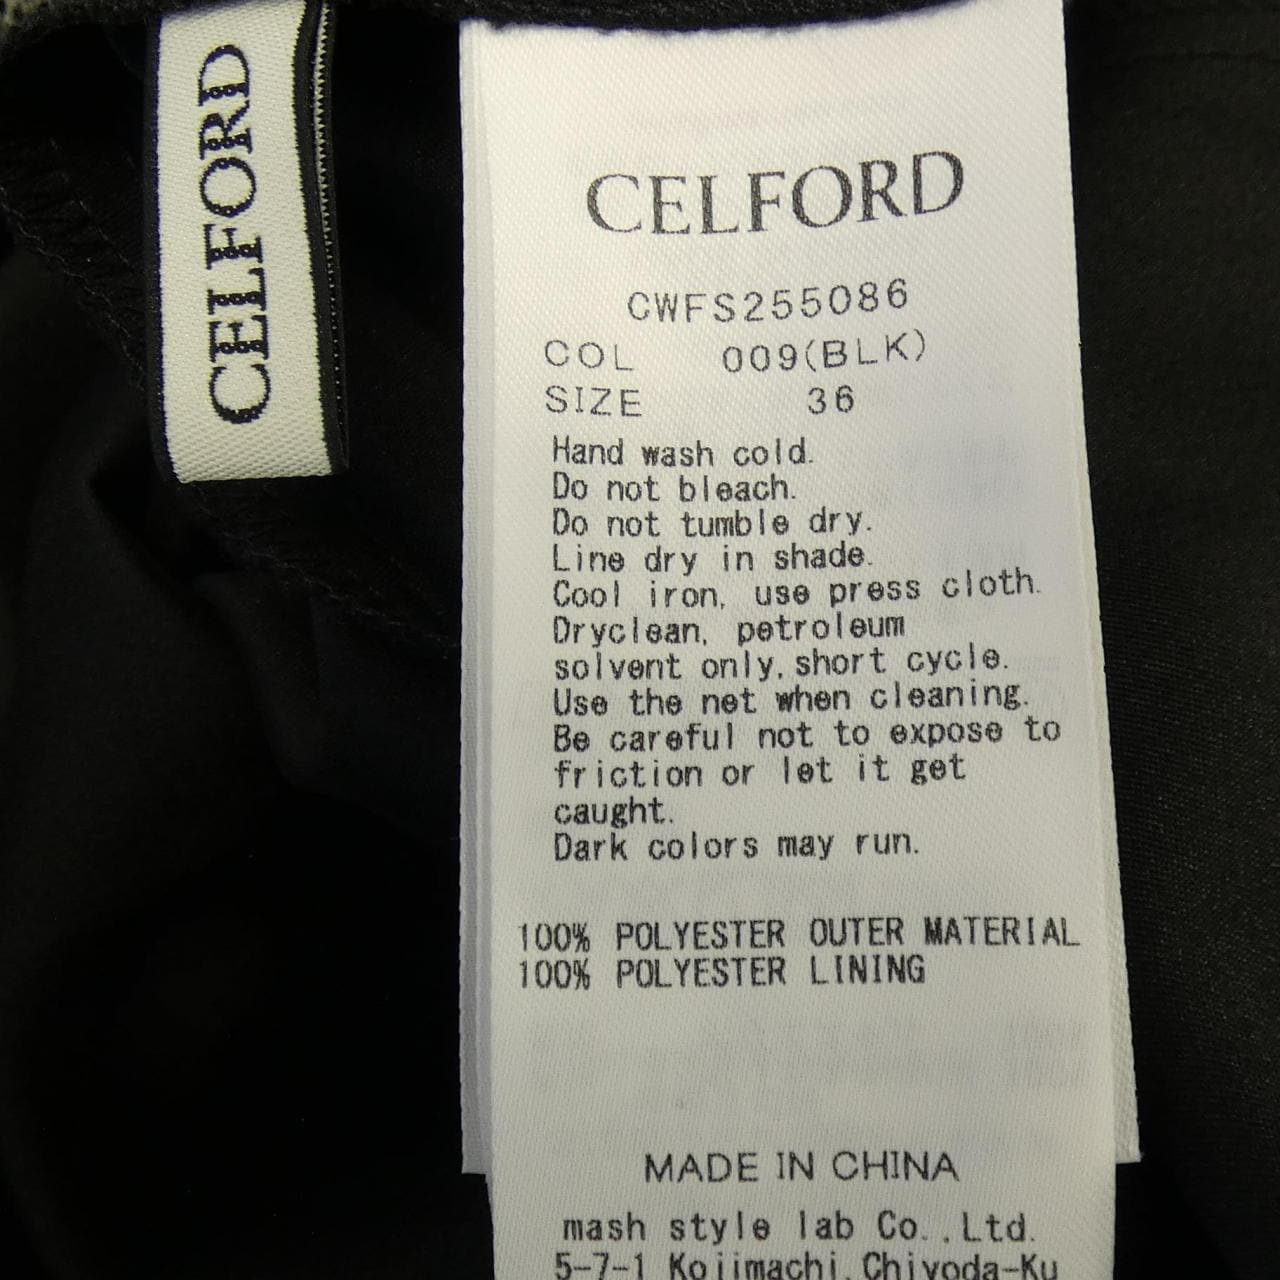 CELFORD
CELFORD
CWFS255086
COL 009(BLK)
SIZE 36
Hand wash cold.
Do not bleach.
Do not tumble dry.
Line dry in shade.
Cool iron, use press cloth.
Dryclean, petroleum
solvent only,short cycle.
Use the net when cleaning.
Be careful not to expose to
friction or let it get
caught.
Dark colors may run.
100% POLYESTER OUTER MATERIAL
100% POLYESTER LINING
MADE IN CHINA
mash style lab Co.,Ltd.
5-7-1 Kojimachi,Chiyoda-Ku